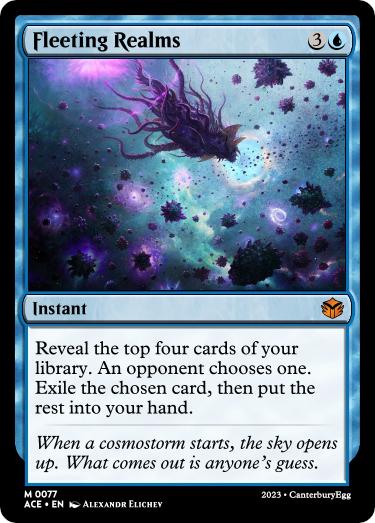 Fleeting Realms 3
Instant
Reveal the top four cards of your
library. An opponent chooses one.
Exile the chosen card, then put the
rest into your hand.
When a cosmostorm starts, the sky opens
up. What comes out is anyone's guess.
M 0077
ACE • EN Alexandr Elichev
2023 • CanterburyEgg